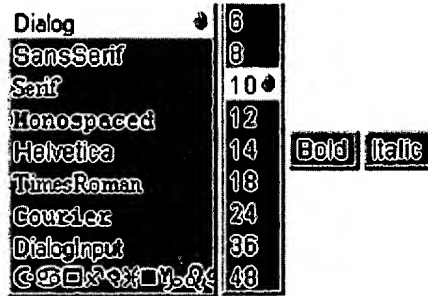 Dialog
SansSerif
Serif
Monospaced
Helvetica
TimesRoman
Courier
DialogInput
6
8
10
12
14
18
24
36
48
Bold Italic